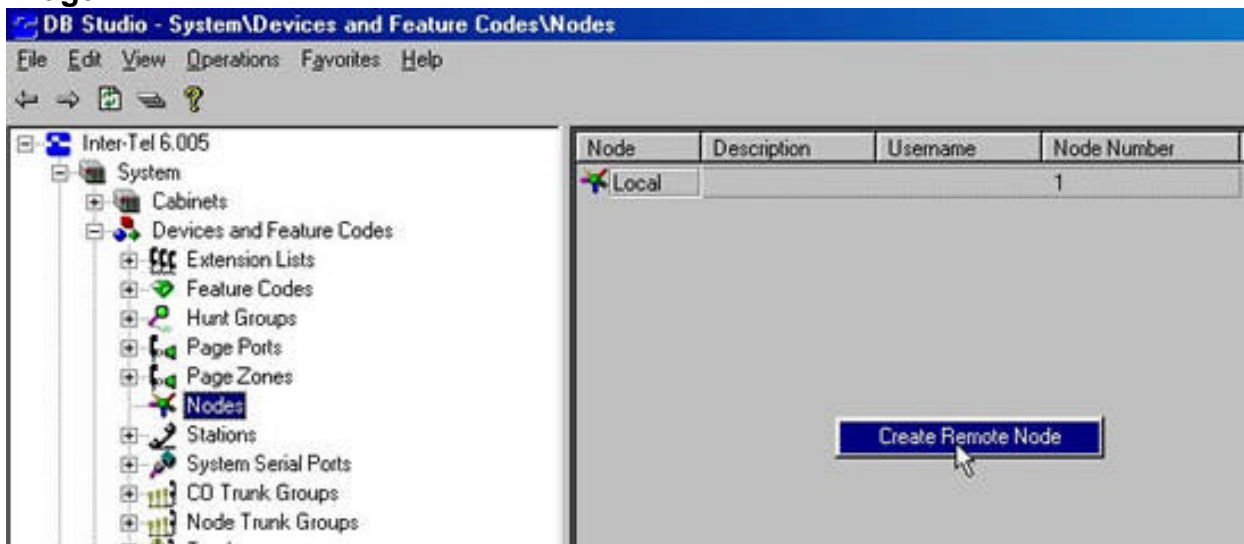 DB Studio - System\Devices and Feature Codes\Nodes
File Edit View Operations Favorites Help
Inter-Tel 6.005
System
Cabinets
Devices and Feature Codes
Extension Lists
Feature Codes
Hunt Groups
Page Ports
Page Zones
Nodes
Stations
System Serial Ports
CO Trunk Groups
Node Trunk Groups
Node Description Username Node Number
Local 1
Create Remote Node